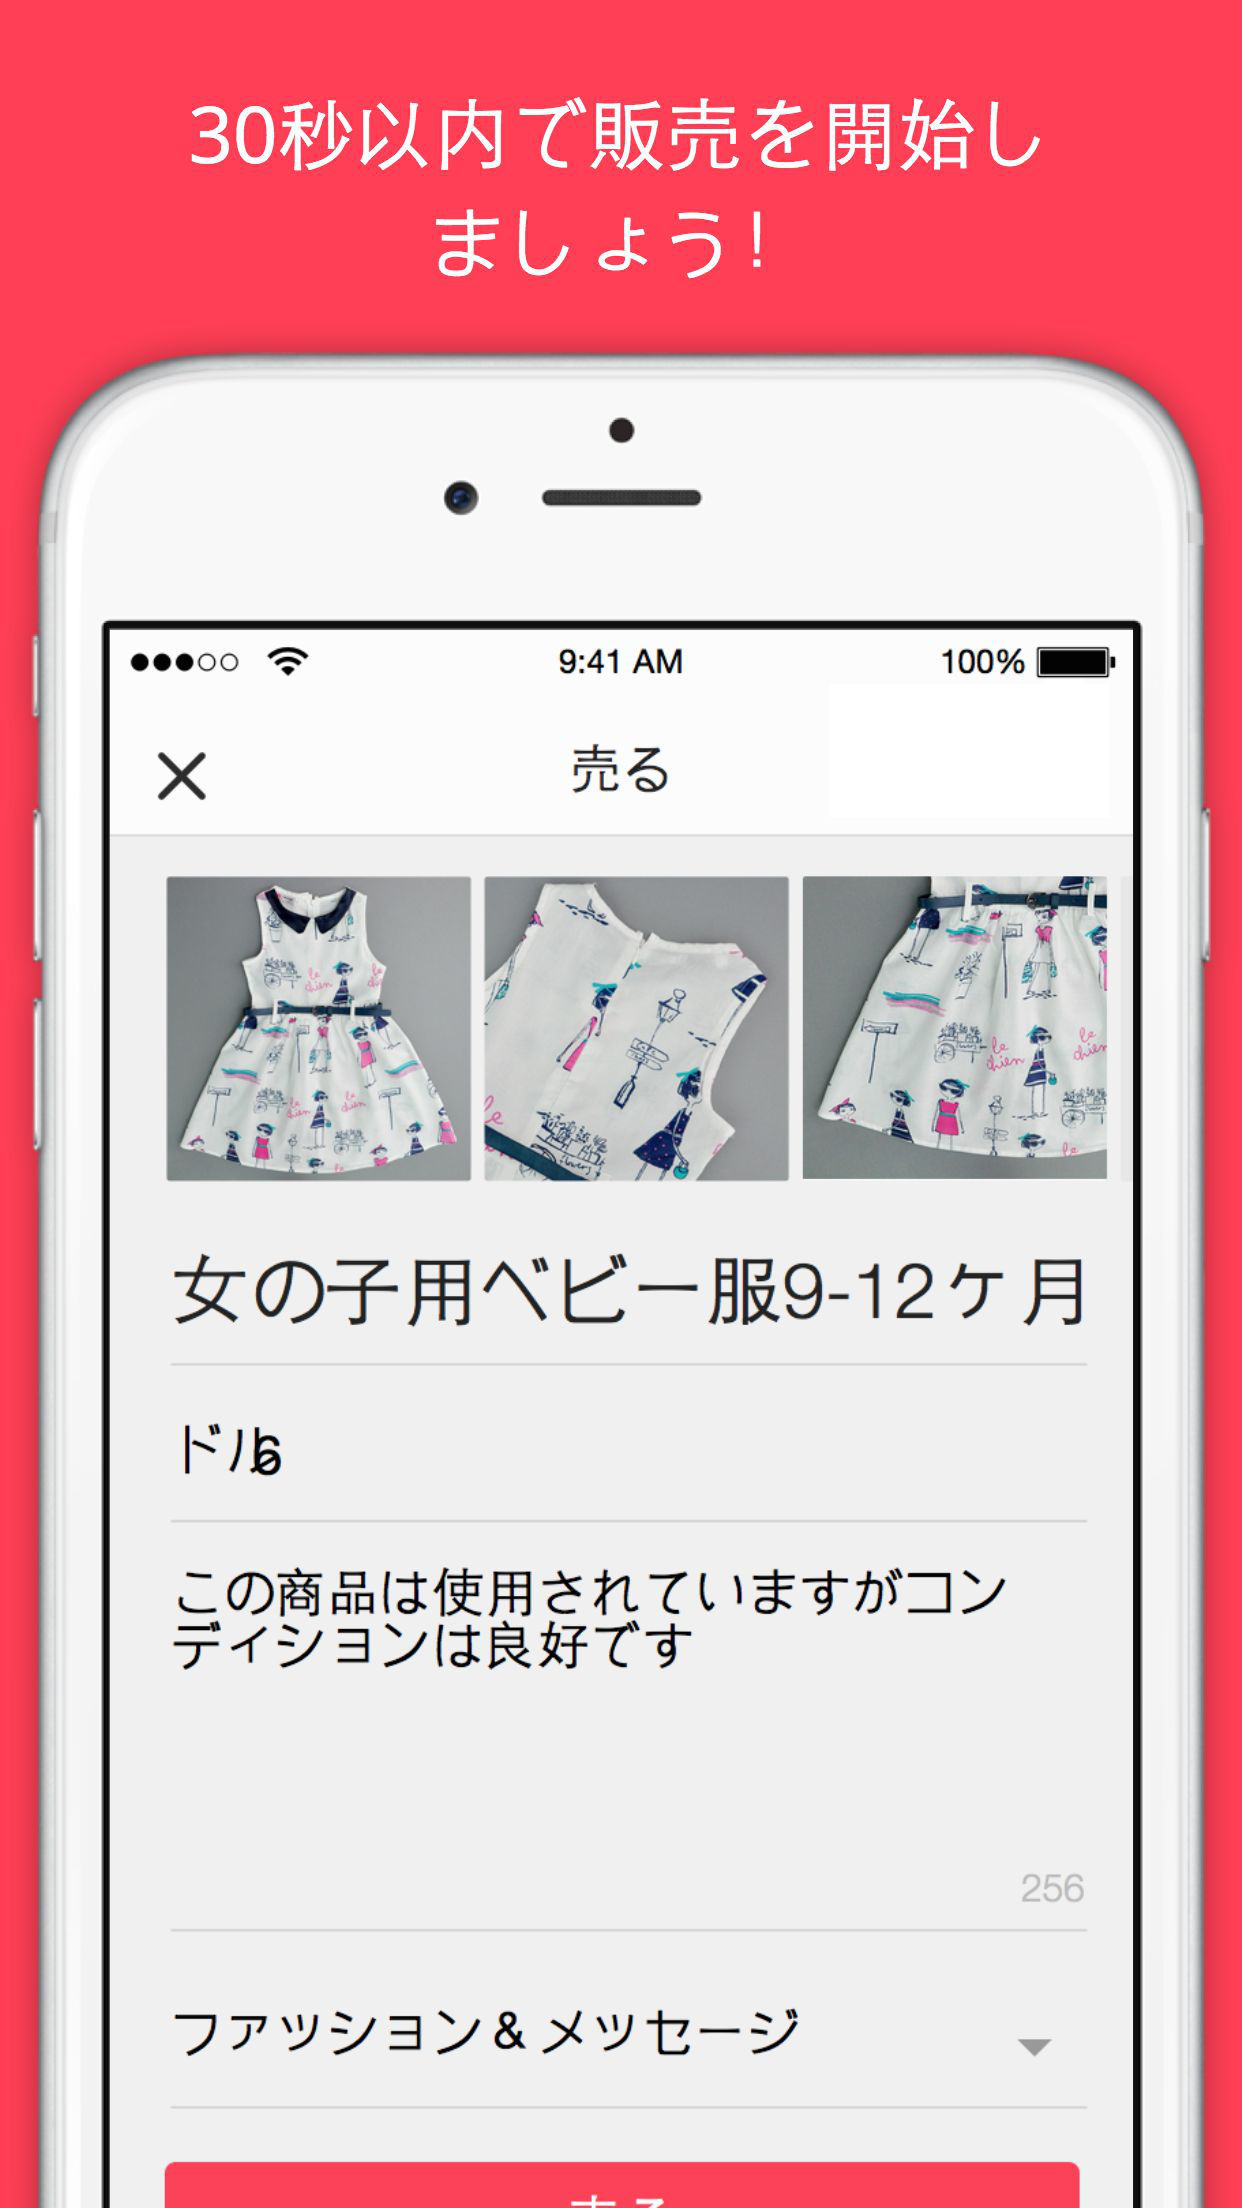 30秒以内で販売を開始し
ましょう!
9:41 AM
100%
売る
女の子用ベビー服9-12ケ月
ドル6
この商品は使用されていますがコン
ディションは良好です
256
ファッション＆メッセージ
売る